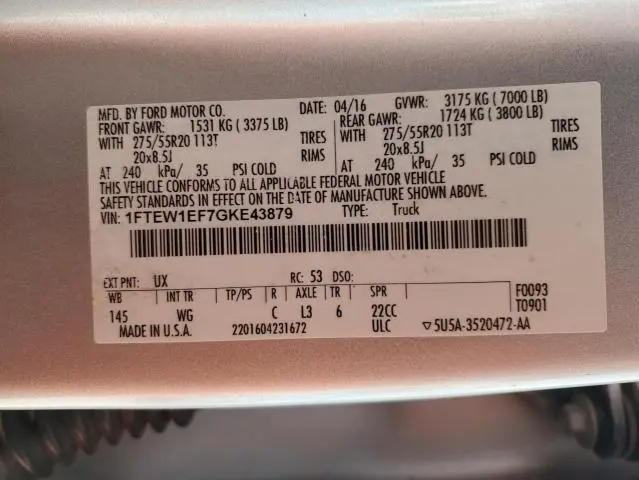 MFD. BY FORD MOTOR CO. DATE: 04/16 GVWR: 3175 KG ( 7000 LB)
FRONT GAWR: 1531 KG ( 3375 LB) REAR GAWR: 1724 KG ( 3800 LB)
WITH 275/55R20 113T TIRES WITH 275/55R20 113T TIRES
20x8.5J RIMS 20x8.5J RIMS
AT 240 kPa/ 35 PSI COLD AT 240 kPa/ 35 PSI COLD
THIS VEHICLE CONFORMS TO ALL APPLICABLE FEDERAL MOTOR VEHICLE
SAFETY STANDARDS IN EFFECT ON THE DATE OF MANUFACTURE SHOWN ABOVE.
VIN: 1FTEW1EF7GKE43879 TYPE: Truck
EXT PNT: UX RC: 53 DSO:
WB INT TR TP/PS R AXLE TR SPR F0093
145 WG C L3 6 22CC T0901
MADE IN U.S.A. 2201604231672 ULC ▽5U5A-3520472-AA